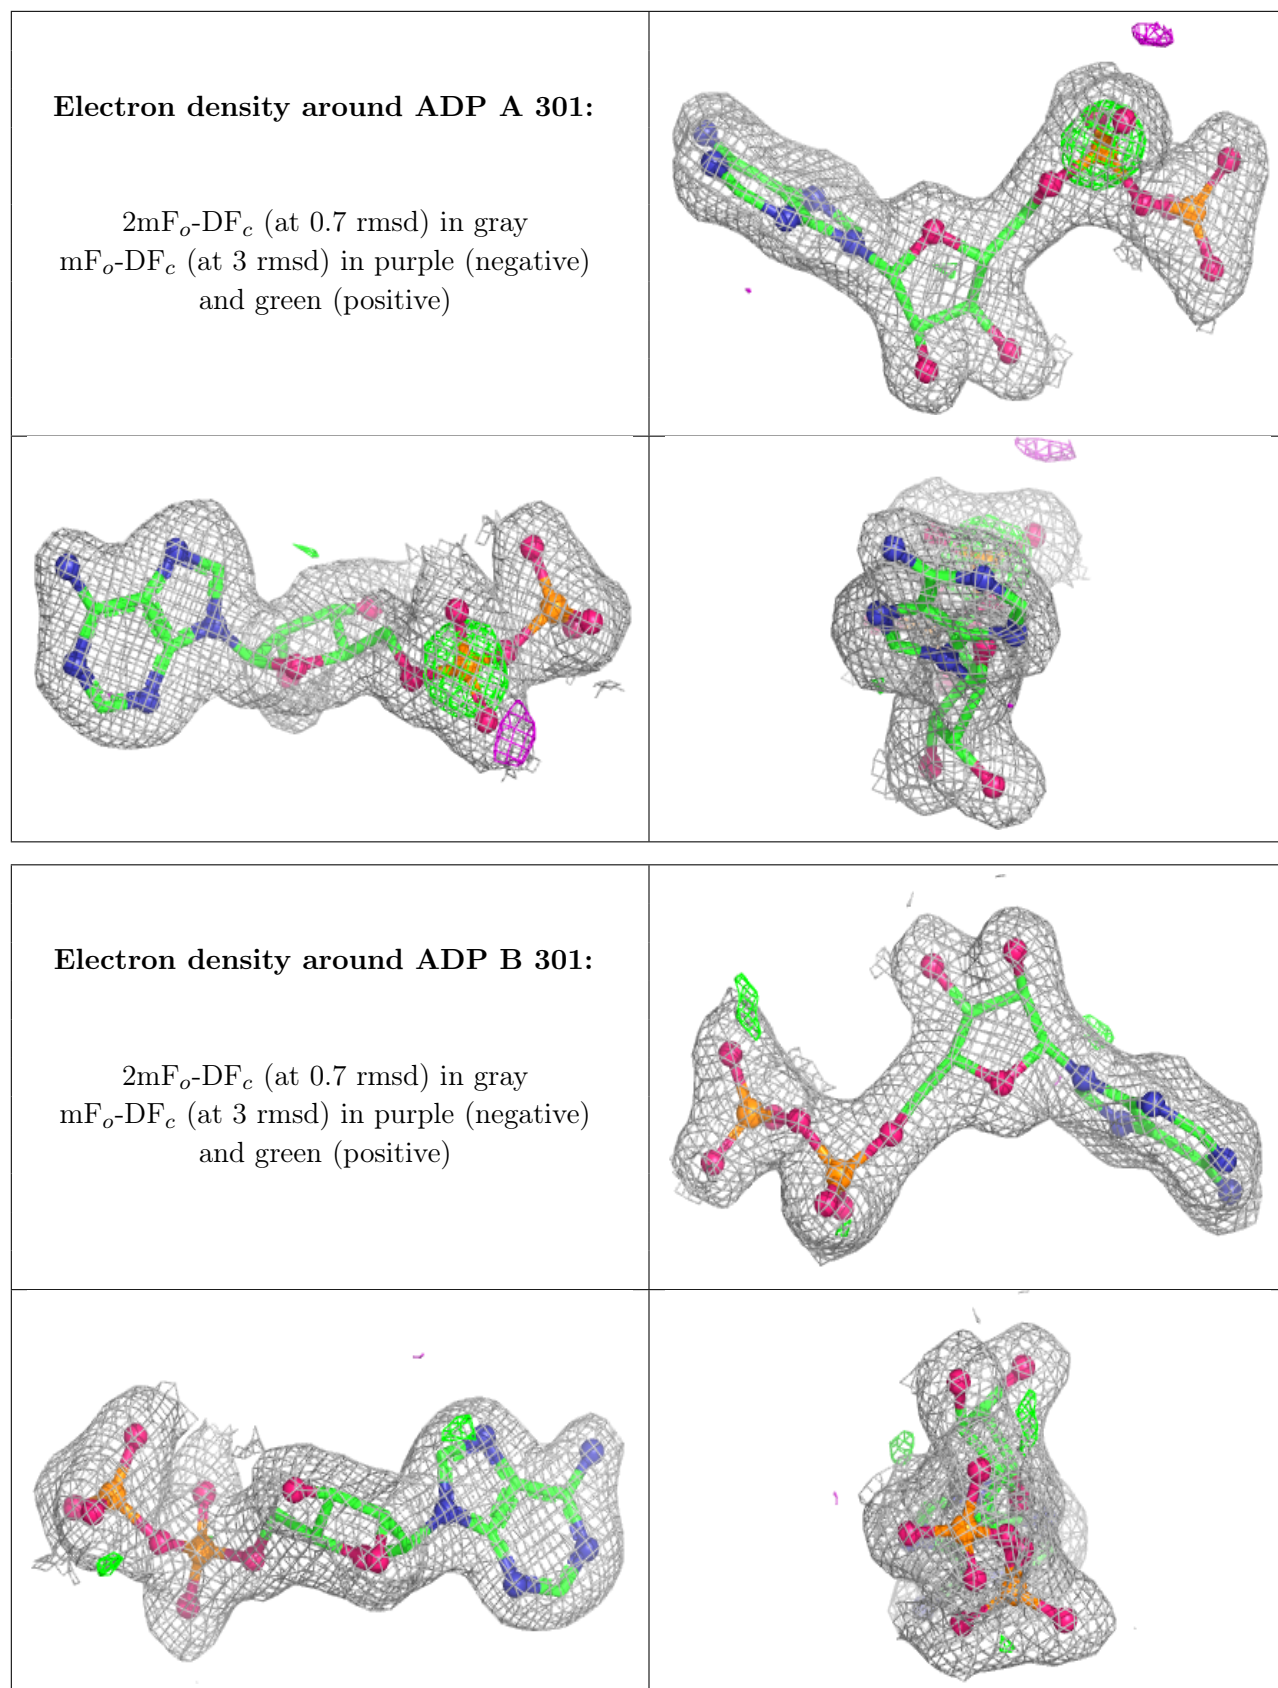 Electron density around ADP A 301:
2mFo-DFc (at 0.7 rmsd) in gray
mFo-DFc (at 3 rmsd) in purple (negative)
and green (positive)
Electron density around ADP B 301:
2mFo-DFc (at 0.7 rmsd) in gray
mFo-DFc (at 3 rmsd) in purple (negative)
and green (positive)